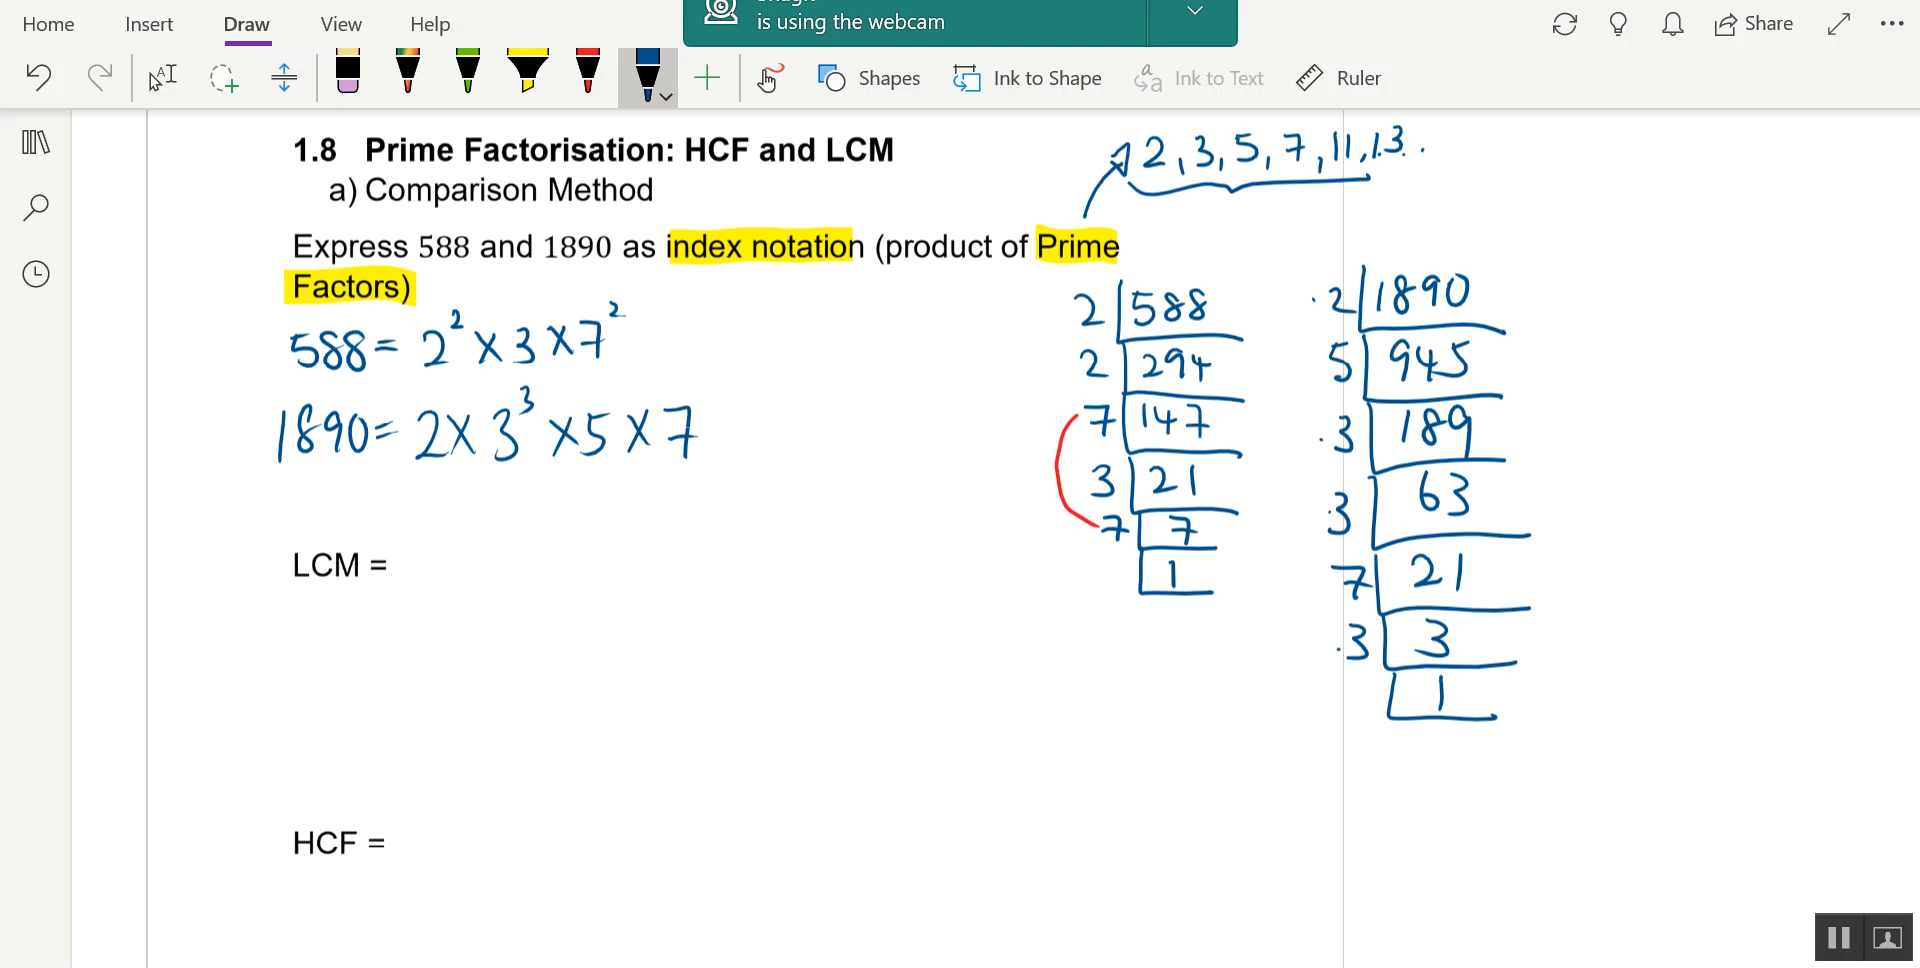 Home Insert Draw View Help
is using the webcam
Share
Shapes Ink to Shape Ink to Text Ruler
1.8 Prime Factorisation: HCF and LCM
a) Comparison Method
2, 3, 5, 7, 11, 13..
Express 588 and 1890 as index notation (product of Prime
Factors)
588 = 2² × 3 × 7²
1890 = 2 × 3³ × 5 × 7
LCM =
HCF =
2 588
2 294
7 147
3 21
7 7
1
.2 1890
5 945
.3 189
.3 63
7 21
.3 3
1